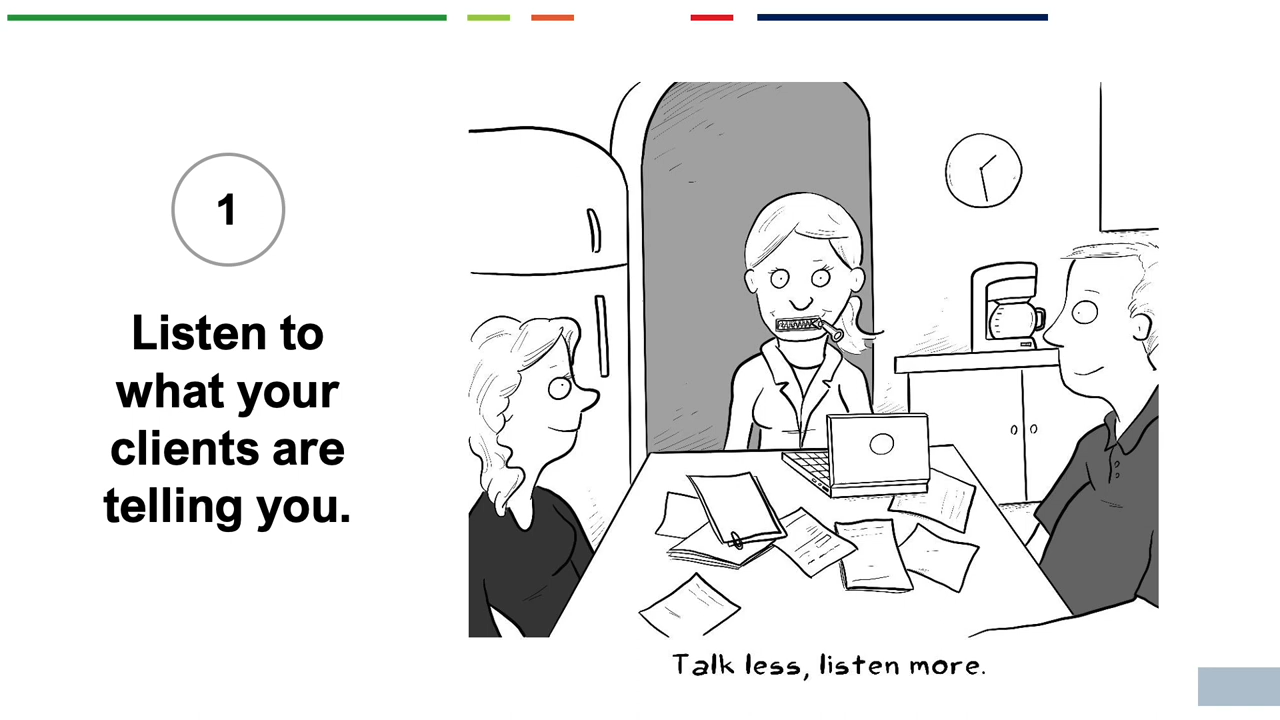 1
Listen to
what your
clients are
telling you.
Talk less, listen more.